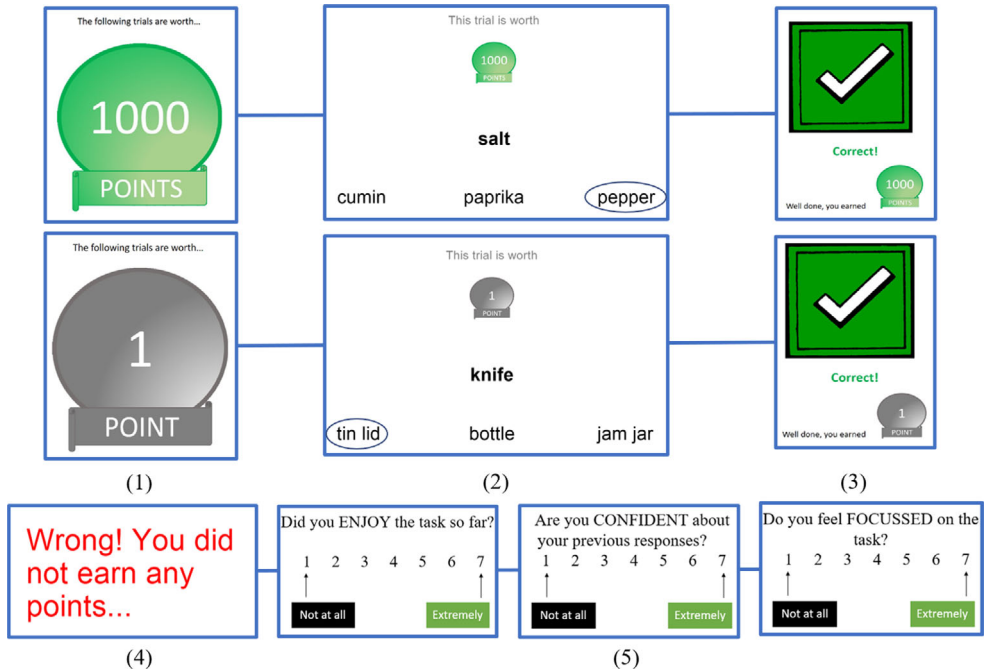 The following trials are worth...
1000
POINTS
This trial is worth
1000
POINTS
salt
cumin paprika pepper
Correct!
1000
POINTS
Well done, you earned
The following trials are worth...
1
POINT
This trial is worth
1
POINT
knife
tin lid bottle jam jar
Correct!
1
POINT
Well done, you earned
(1) (2) (3)
Wrong! You did
not earn any
points...
Did you ENJOY the task so far?
1 2 3 4 5 6 7
Not at all Extremely
Are you CONFIDENT about
your previous responses?
1 2 3 4 5 6 7
Not at all Extremely
Do you feel FOCUSSED on the
task?
1 2 3 4 5 6 7
Not at all Extremely
(4) (5)